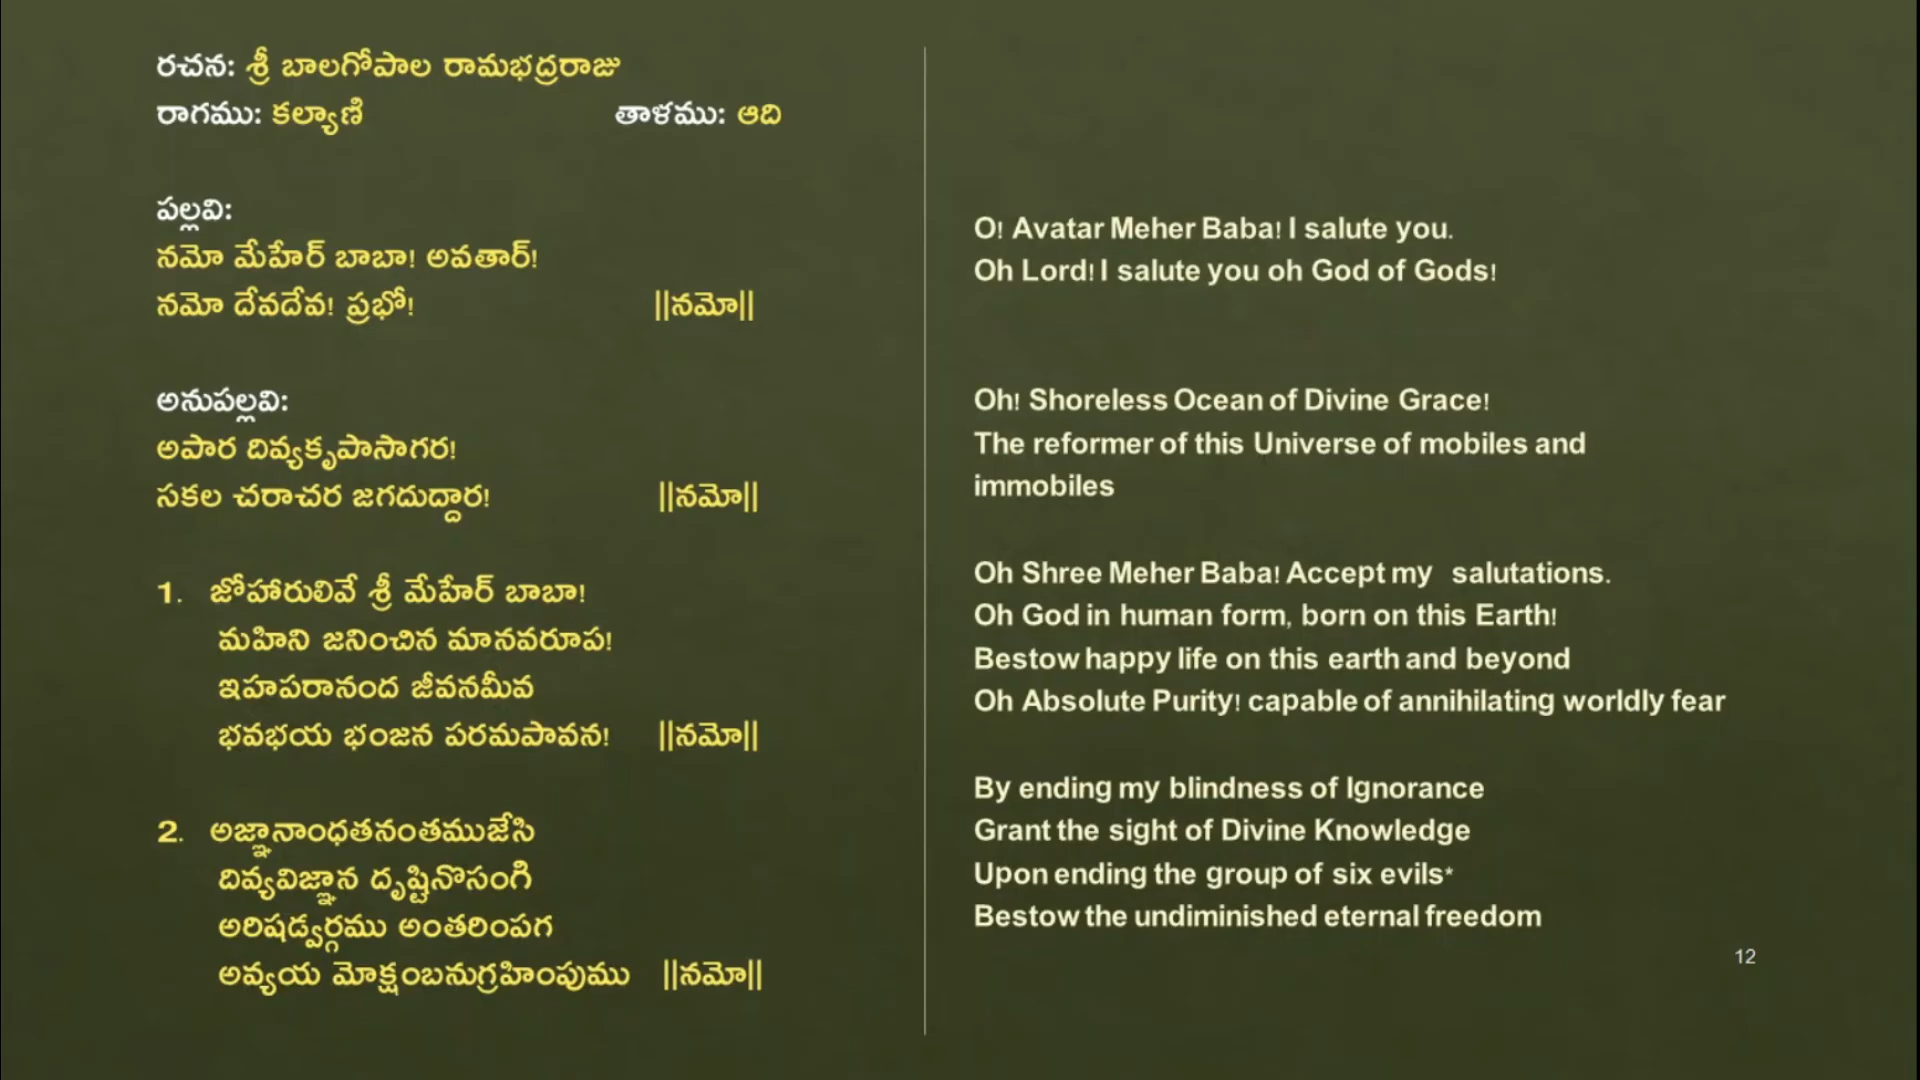 రచన: శ్రీ బాలగోపాల రామభద్రరాజు
రాగము: కల్యాణి తాళము: ఆది
పల్లవి:
నమో మేహేర్ బాబా! అవతార్!
నమో దేవదేవ! ప్రభో! ||నమో||
అనుపల్లవి:
అపార దివ్యకృపాసాగర!
సకల చరాచర జగదుద్దార! ||నమో||
1. జోహారులివే శ్రీ మేహేర్ బాబా!
మహిని జనించిన మానవరూప!
ఇహపరానంద జీవనమీవ
భవభయ భంజన పరమపావన! ||నమో||
2. అజ్ఞానాంధతనంతముజేసి
దివ్యవిజ్ఞాన దృష్టినొసంగి
అరిషడ్వర్గము అంతరింపగ
అవ్యయ మోక్షంబనుగ్రహింపుము ||నమో||
O! Avatar Meher Baba! I salute you.
Oh Lord! I salute you oh God of Gods!
Oh! Shoreless Ocean of Divine Grace!
The reformer of this Universe of mobiles and
immobiles
Oh Shree Meher Baba! Accept my salutations.
Oh God in human form, born on this Earth!
Bestow happy life on this earth and beyond
Oh Absolute Purity! capable of annihilating worldly fear
By ending my blindness of Ignorance
Grant the sight of Divine Knowledge
Upon ending the group of six evils*
Bestow the undiminished eternal freedom
12